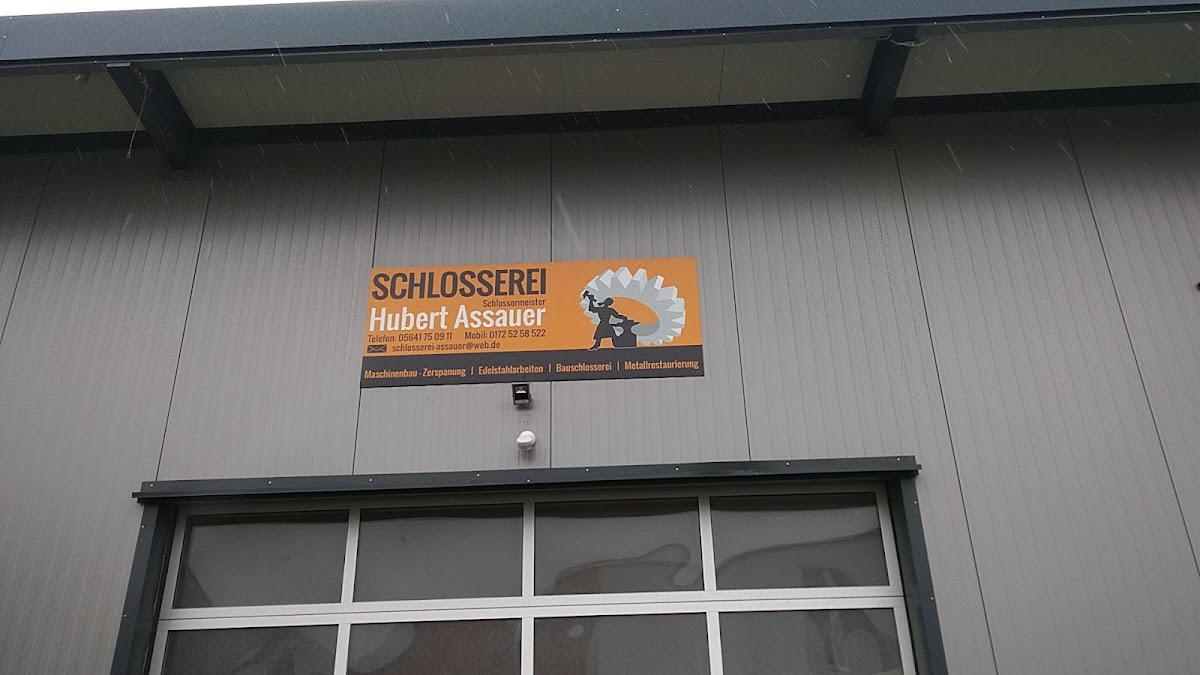 SCHLOSSEREI
Schlossermeister
Hubert Assauer
Telefon: 05641 75 09 11 Mobil: 0172 52 58 522
schlosserei-assauer@web.de
Maschinenbau - Zerspanung | Edelstahlarbeiten | Bauschlosserei | Metallrestaurierung